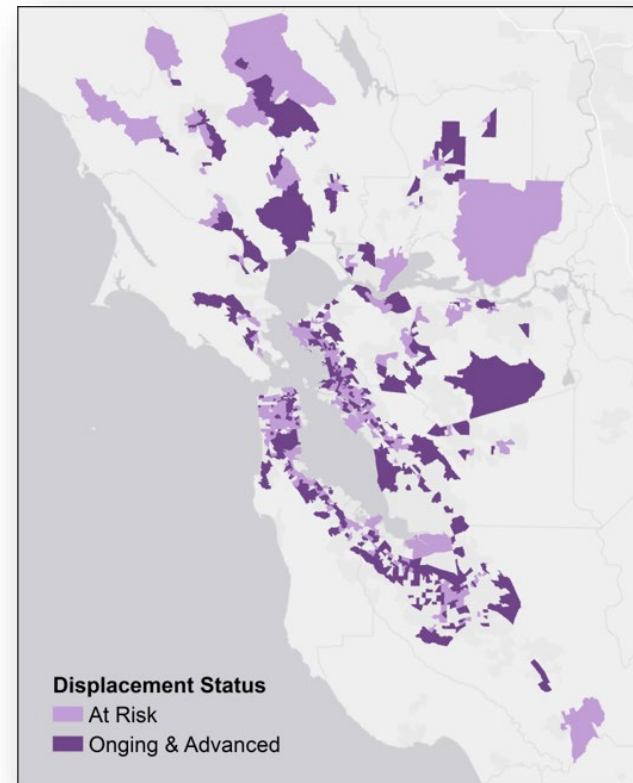 Displacement Status
At Risk
Onging & Advanced